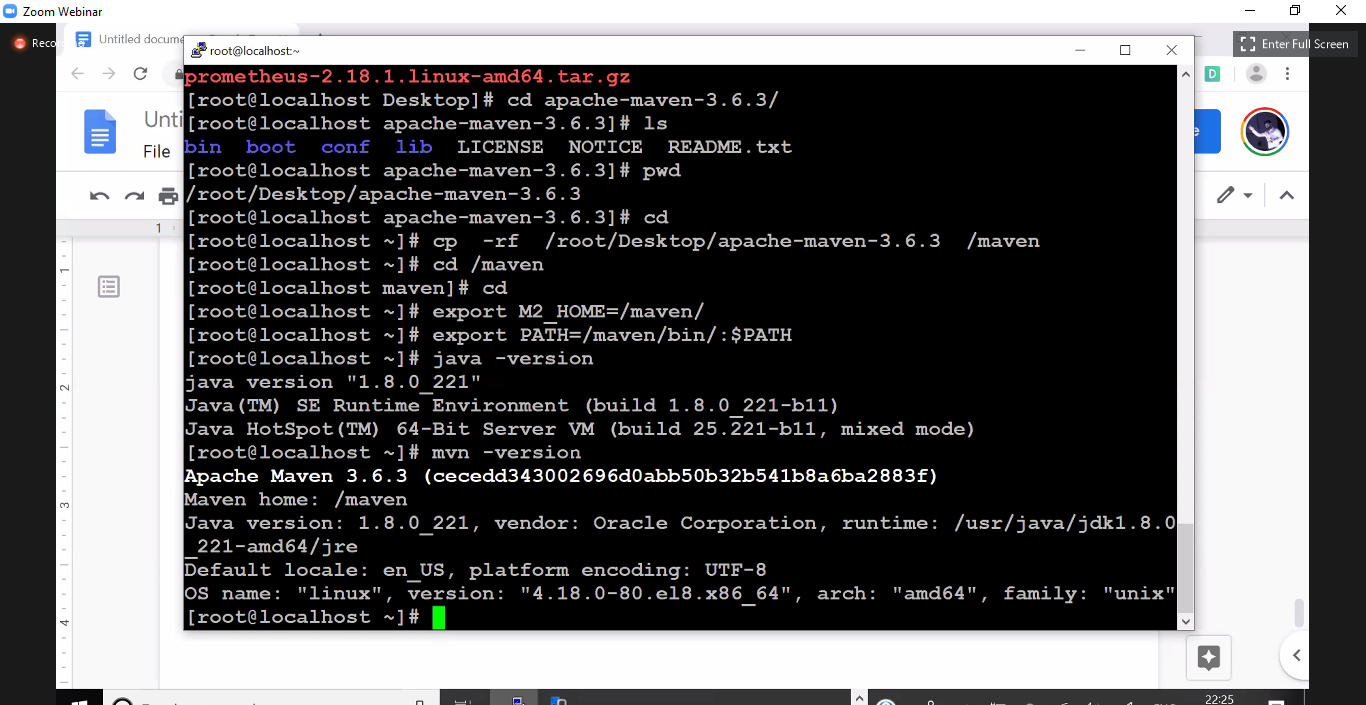 Zoom Webinar
Untitled docume
Enter Full Screen
root@localhost:~
prometheus-2.18.1.linux-amd64.tar.gz
[root@localhost Desktop]# cd apache-maven-3.6.3/
[root@localhost apache-maven-3.6.3]# ls
bin  boot  conf  lib  LICENSE  NOTICE  README.txt
[root@localhost apache-maven-3.6.3]# pwd
/root/Desktop/apache-maven-3.6.3
[root@localhost apache-maven-3.6.3]# cd
[root@localhost ~]# cp  -rf  /root/Desktop/apache-maven-3.6.3  /maven
[root@localhost ~]# cd /maven
[root@localhost maven]# cd
[root@localhost ~]# export M2_HOME=/maven/
[root@localhost ~]# export PATH=/maven/bin/:$PATH
[root@localhost ~]# java -version
java version "1.8.0_221"
Java(TM) SE Runtime Environment (build 1.8.0_221-b11)
Java HotSpot(TM) 64-Bit Server VM (build 25.221-b11, mixed mode)
[root@localhost ~]# mvn -version
Apache Maven 3.6.3 (cecedd343002696d0abb50b32b541b8a6ba2883f)
Maven home: /maven
Java version: 1.8.0_221, vendor: Oracle Corporation, runtime: /usr/java/jdk1.8.0
_221-amd64/jre
Default locale: en_US, platform encoding: UTF-8
OS name: "linux", version: "4.18.0-80.el8.x86_64", arch: "amd64", family: "unix"
[root@localhost ~]#
D
Unti
File
e
1
1
2
3
4
22:25